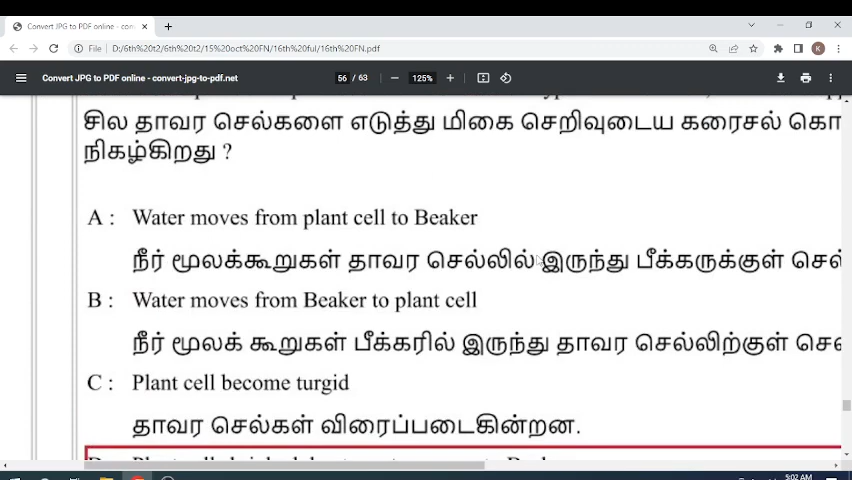 Convert JPG to PDF online - con
File
D:/6th%20t2/6th%20t2/15%20oct%20FN/16th%20ful/16th%20FN.pdf
K
Convert JPG to PDF online - convert-jpg-to-pdf.net
56 / 63
125%
சில தாவர செல்களை எடுத்து மிகை செறிவுடைய கரைசல் கொ
நிகழ்கிறது ?
A : Water moves from plant cell to Beaker
நீர் மூலக்கூறுகள் தாவர செல்லில் இருந்து பீக்கருக்குள் செல்
B : Water moves from Beaker to plant cell
நீர் மூலக் கூறுகள் பீக்கரில் இருந்து தாவர செல்லிற்குள் செ
C : Plant cell become turgid
தாவர செல்கள் விரைப்படைகின்றன.
5:02 AM